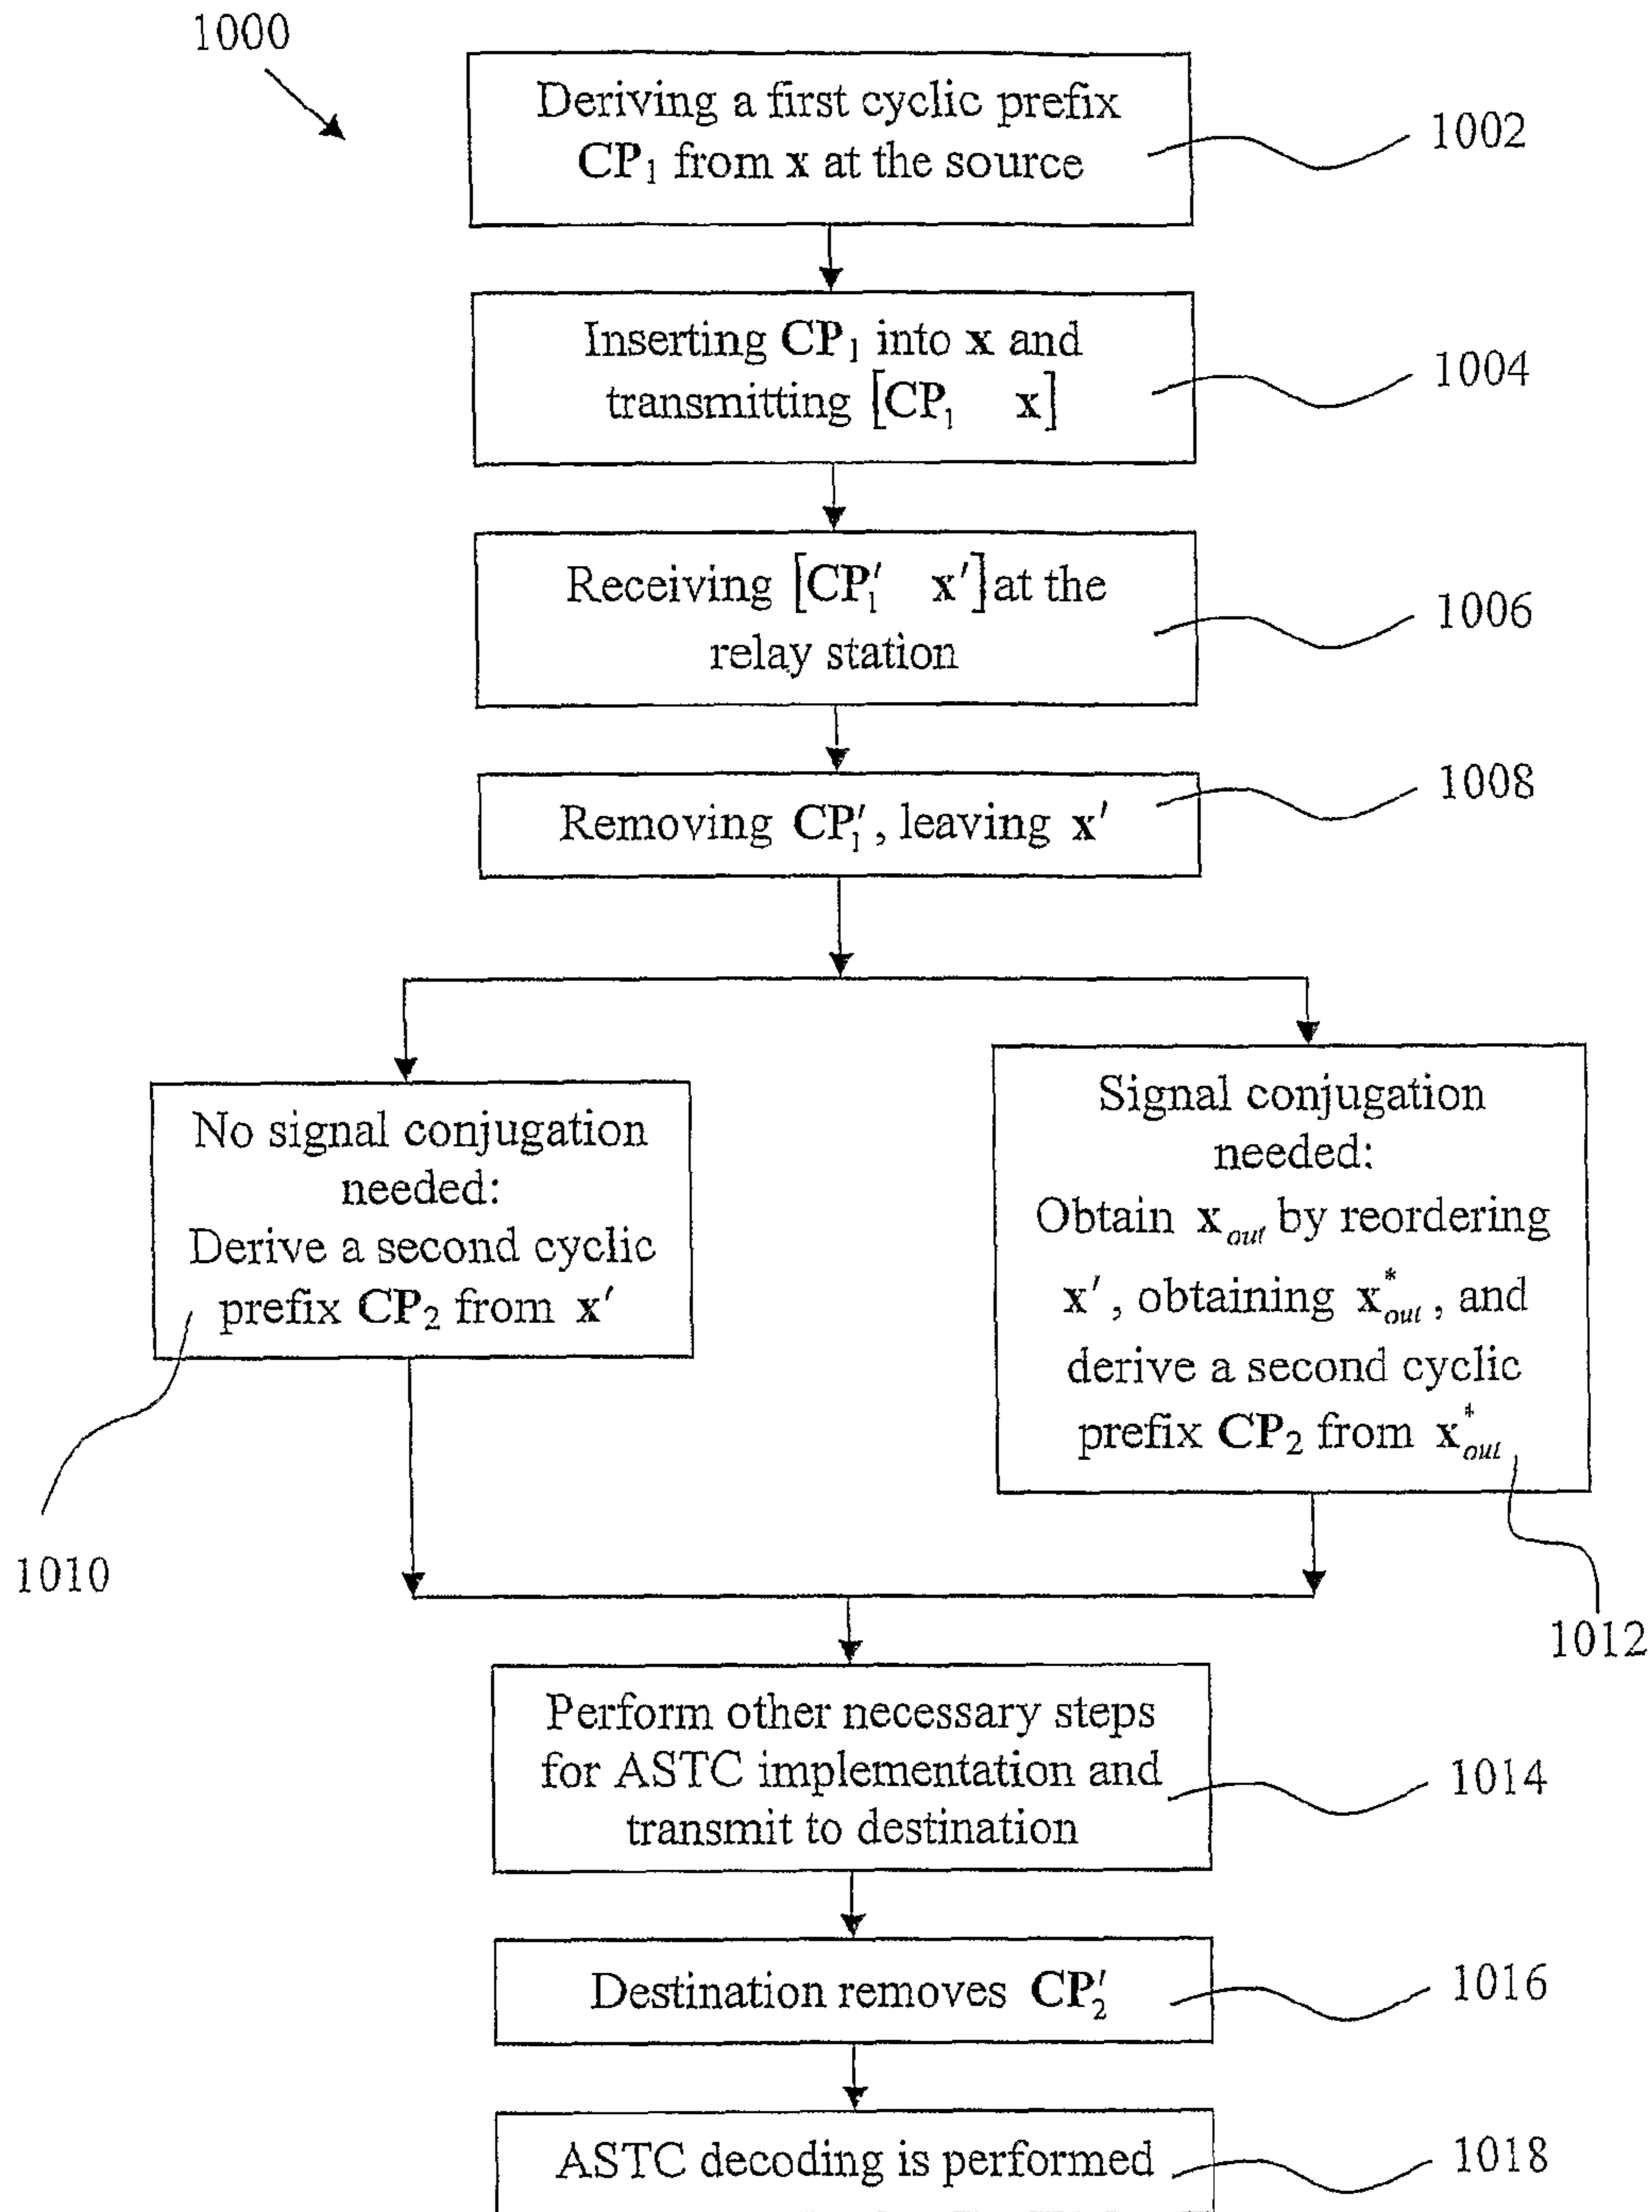 1000
Deriving a first cyclic prefix
CP₁ from x at the source
1002
Inserting CP₁ into x and
transmitting [CP₁ x]
1004
Receiving [CP₁′ x′] at the
relay station
1006
Removing CP₁′, leaving x′
1008
No signal conjugation
needed:
Derive a second cyclic
prefix CP₂ from x′
1010
Signal conjugation
needed:
Obtain x_out by reordering
x′, obtaining x*_out, and
derive a second cyclic
prefix CP₂ from x*_out
1012
Perform other necessary steps
for ASTC implementation and
transmit to destination
1014
Destination removes CP₂′
1016
ASTC decoding is performed
1018